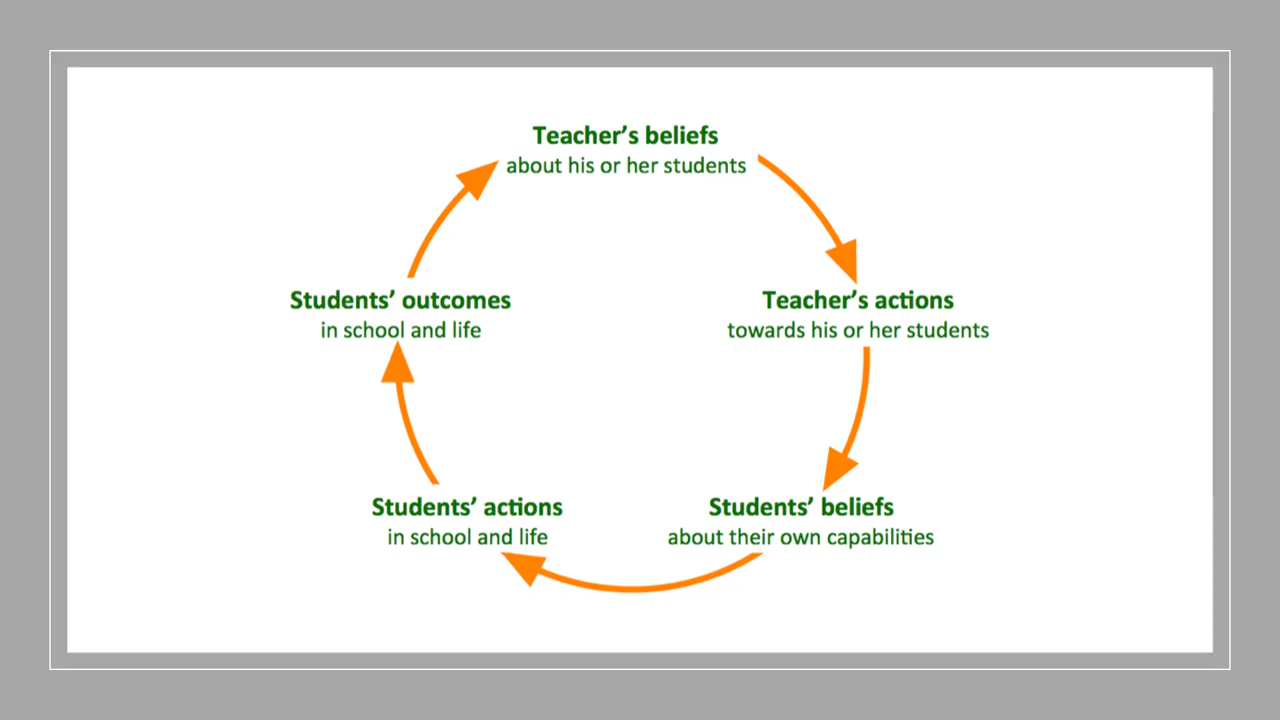 Teacher’s beliefs
about his or her students
Teacher’s actions
towards his or her students
Students’ beliefs
about their own capabilities
Students’ actions
in school and life
Students’ outcomes
in school and life